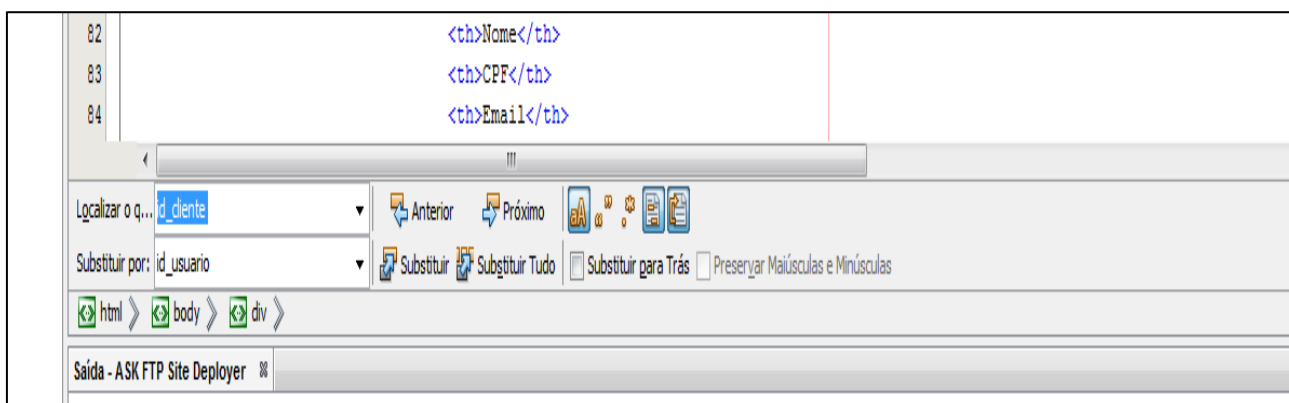 82 <th>Nome</th>
83 <th>CPF</th>
84 <th>Email</th>
Localizar o q... id_cliente Anterior Próximo aA
Substituir por: id_usuario Substituir Substituir Tudo Substituir para Trás Preservar Maiúsculas e Minúsculas
html body div
Saída - ASK FTP Site Deployer